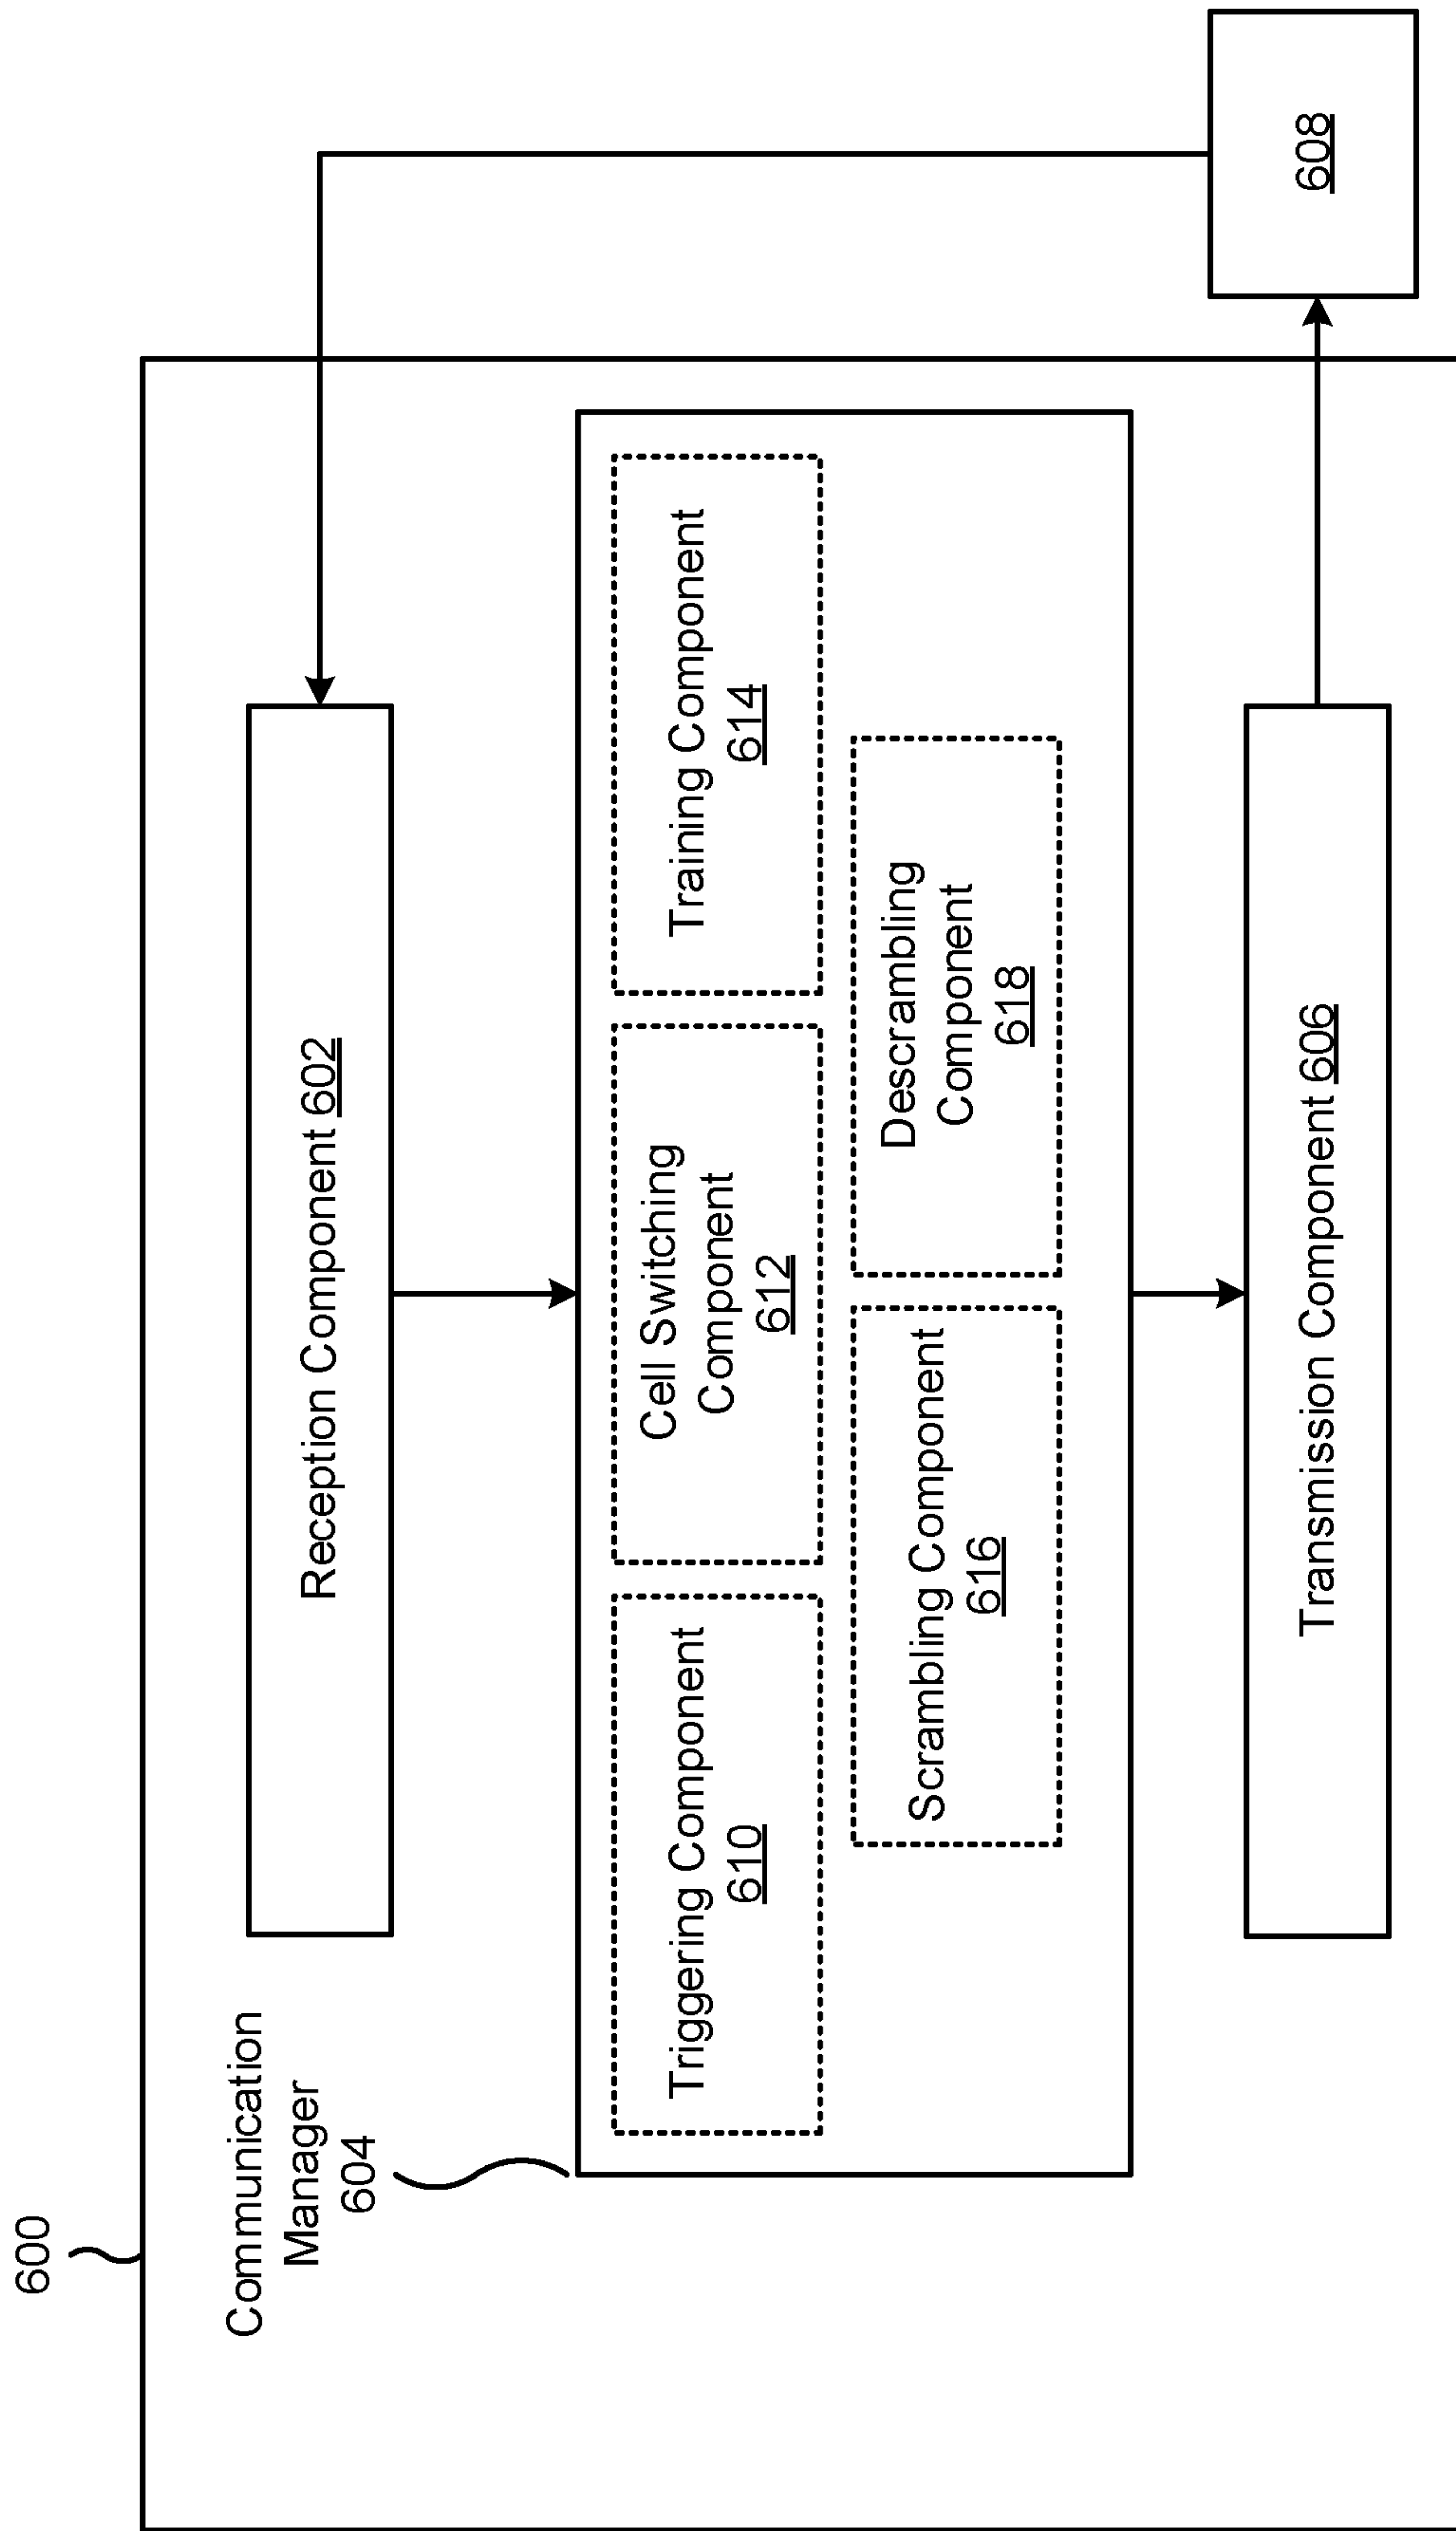 600
Communication
Manager
604
Reception Component 602
Triggering Component
610
Cell Switching
Component
612
Training Component
614
Scrambling Component
616
Descrambling
Component
618
Transmission Component 606
608